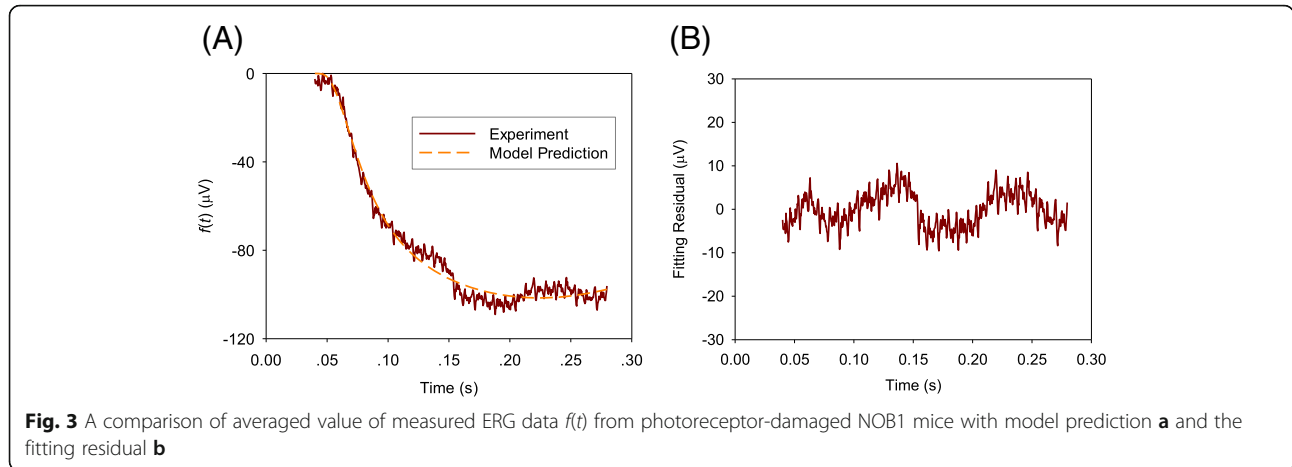 (A)
(B)
0
-40
-80
-120
f(t) (μV)
0.00
.05
.10
.15
.20
.25
.30
Time (s)
Experiment
Model Prediction
30
20
10
0
-10
-20
-30
Fitting Residual (μV)
0.00
0.05
0.10
0.15
0.20
0.25
0.30
Time (s)
Fig. 3 A comparison of averaged value of measured ERG data f(t) from photoreceptor-damaged NOB1 mice with model prediction a and the
fitting residual b